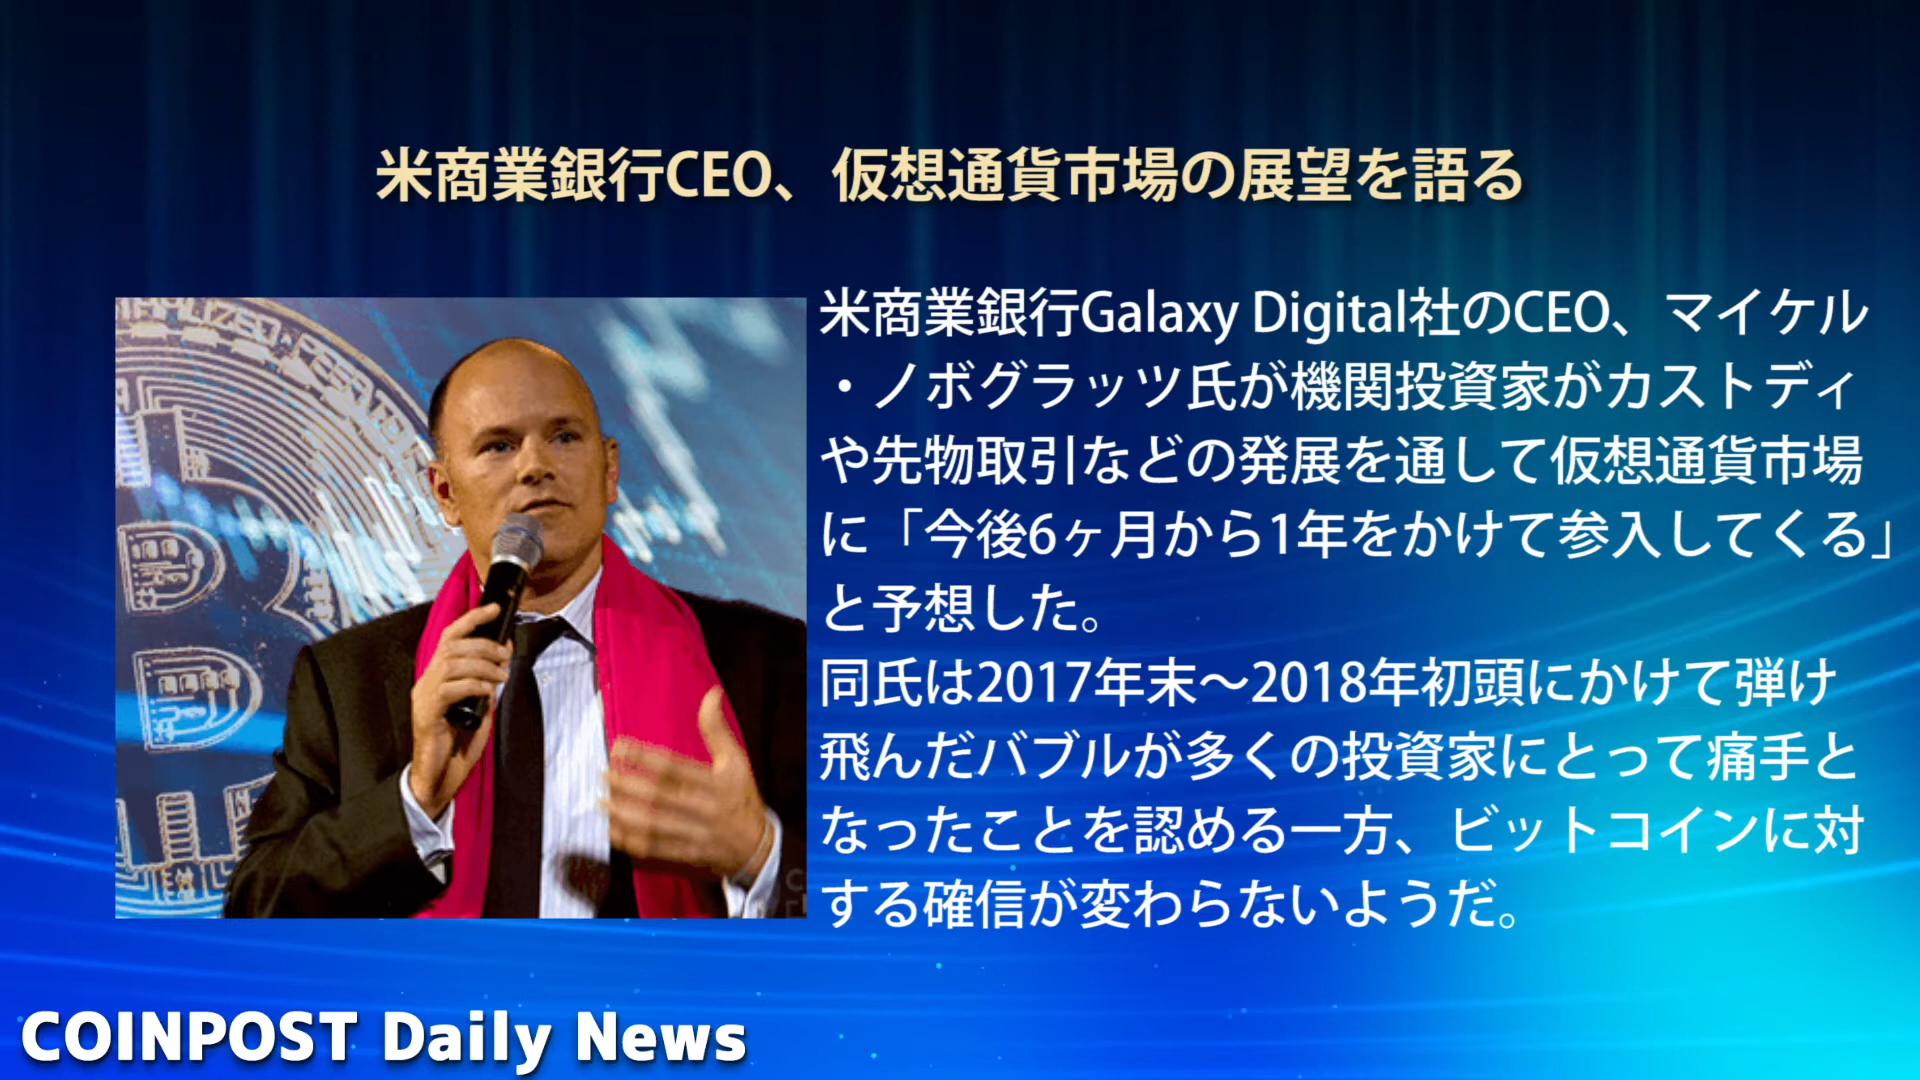 米商業銀行CEO、仮想通貨市場の展望を語る
米商業銀行Galaxy Digital社のCEO、マイケル
・ノボグラッツ氏が機関投資家がカストディ
や先物取引などの発展を通して仮想通貨市場
に「今後6ヶ月から1年をかけて参入してくる」
と予想した。
同氏は2017年末～2018年初頭にかけて弾け
飛んだバブルが多くの投資家にとって痛手と
なったことを認める一方、ビットコインに対
する確信が変わらないようだ。
COINPOST Daily News